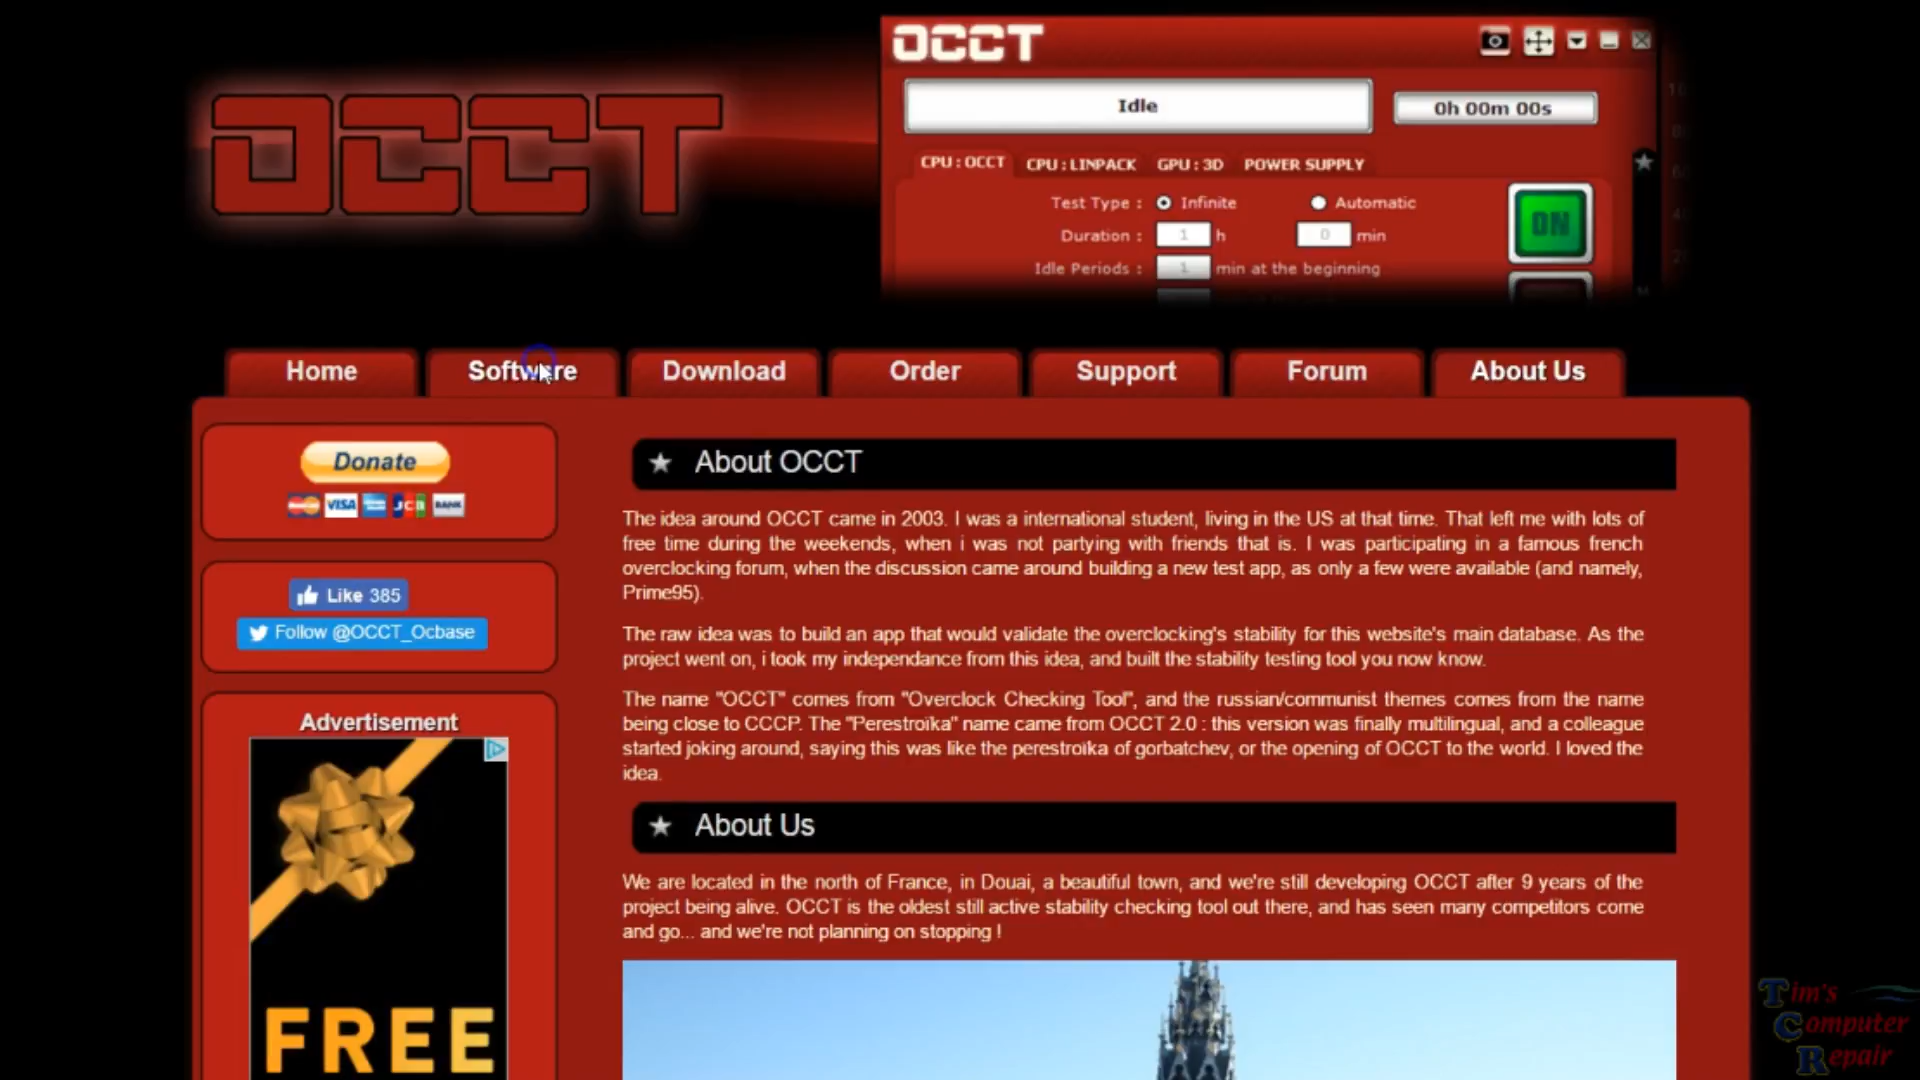 OCCT
OCCT
Idle
0h 00m 00s
CPU : OCCT CPU : LINPACK GPU : 3D POWER SUPPLY
Test Type : Infinite Automatic
ON
Duration : 1 h 0 min
Idle Periods : 1 min at the beginning
Home Software Download Order Support Forum About Us
Donate
VISA JCB BANK
Like 385
Follow @OCCT_Ocbase
Advertisement
FREE
About OCCT
The idea around OCCT came in 2003. I was a international student, living in the US at that time. That left me with lots of
free time during the weekends, when i was not partying with friends that is. I was participating in a famous french
overclocking forum, when the discussion came around building a new test app, as only a few were available (and namely,
Prime95).
The raw idea was to build an app that would validate the overclocking's stability for this website's main database. As the
project went on, i took my independance from this idea, and built the stability testing tool you now know.
The name "OCCT" comes from "Overclock Checking Tool", and the russian/communist themes comes from the name
being close to CCCP. The "Perestroïka" name came from OCCT 2.0 : this version was finally multilingual, and a colleague
started joking around, saying this was like the perestroïka of gorbatchev, or the opening of OCCT to the world. I loved the
idea.
About Us
We are located in the north of France, in Douai, a beautiful town, and we're still developing OCCT after 9 years of the
project being alive. OCCT is the oldest still active stability checking tool out there, and has seen many competitors come
and go... and we're not planning on stopping !
Tim's
Computer
Repair